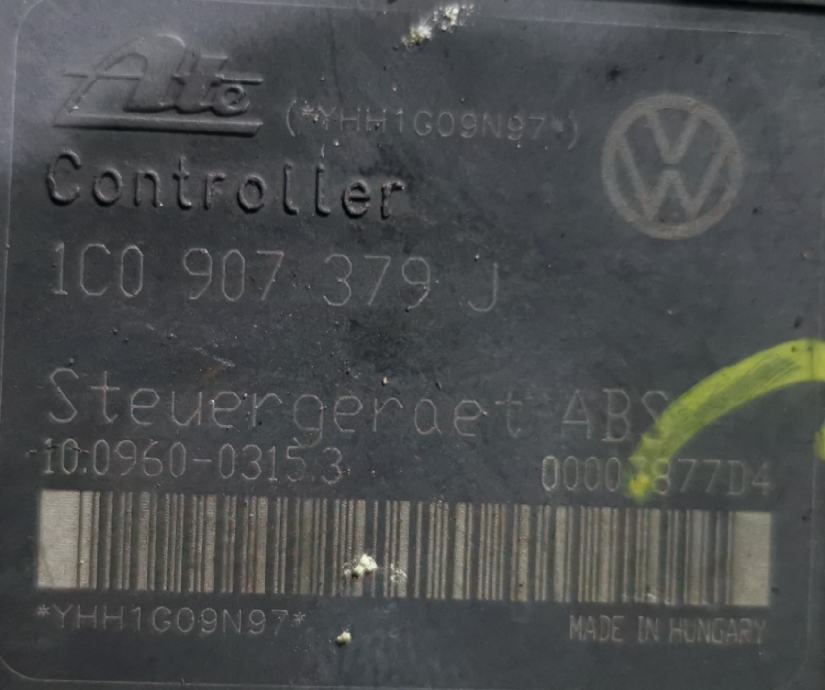 Ate (*YHH1G09N97*)
Controller
1C0 907 379 J
Steuergeraet ABS
10.0960-0315.3
*YHH1G09N97* MADE IN HUNGARY